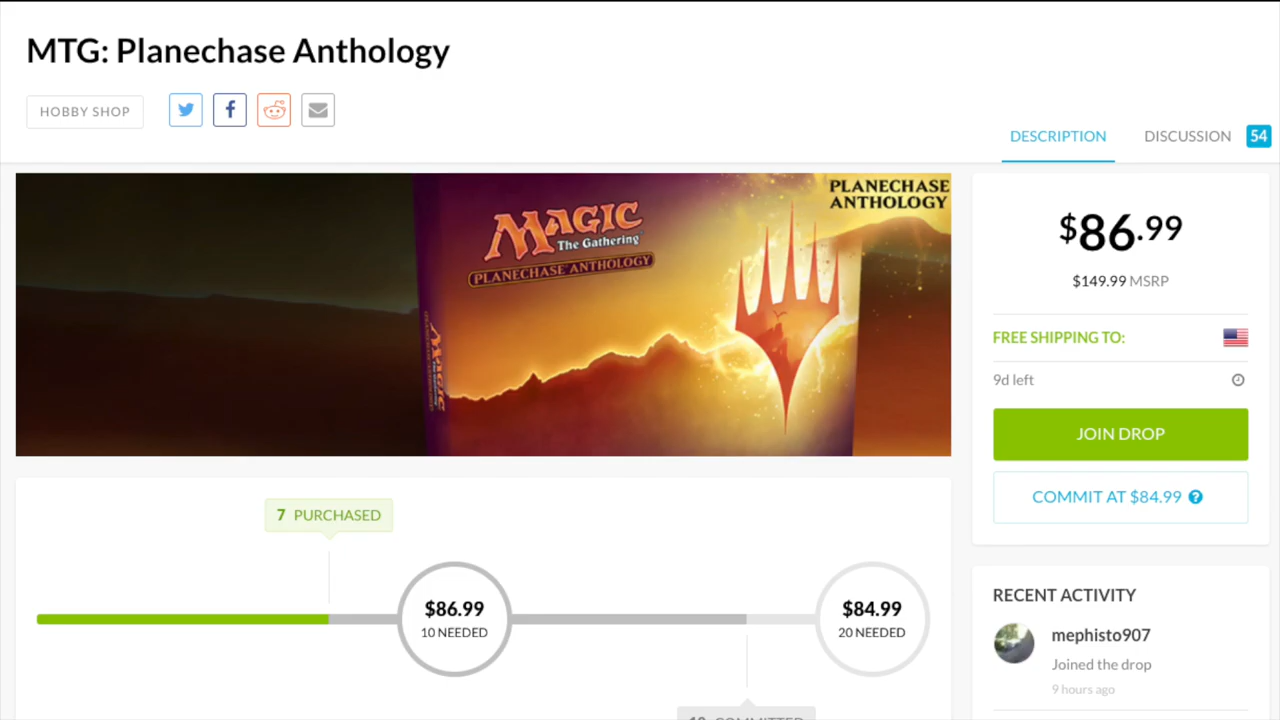 MTG: Planechase Anthology
HOBBY SHOP
DESCRIPTION
DISCUSSION 54
PLANECHASE
ANTHOLOGY
MAGIC
The Gathering
PLANECHASE ANTHOLOGY
MAGIC
$86.99
$149.99 MSRP
FREE SHIPPING TO:
9d left
JOIN DROP
COMMIT AT $84.99 ?
7 PURCHASED
$86.99
10 NEEDED
$84.99
20 NEEDED
COMMITTED
RECENT ACTIVITY
mephisto907
Joined the drop
9 hours ago